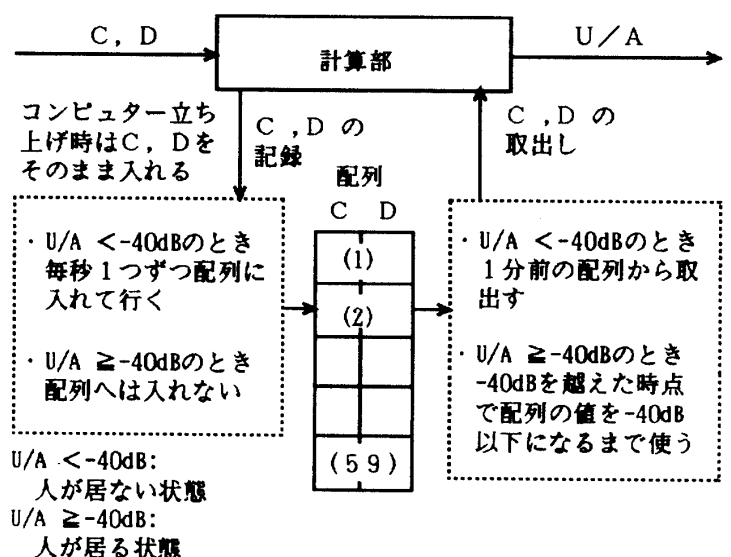 C，D
計算部
U／A
コンピュター立ち
上げ時はC，Dを
そのまま入れる
C ，D の
記録
C ，D の
取出し
配列
C D
・U/A ＜-40dBのとき
毎秒１つずつ配列に
入れて行く
・U/A ≧-40dBのとき
配列へは入れない
(1)
(2)
(59)
・U/A ＜-40dBのとき
１分前の配列から取
出す
・U/A ≧-40dBのとき
-40dBを越えた時点
で配列の値を-40dB
以下になるまで使う
U/A ＜-40dB:
人が居ない状態
U/A ≧-40dB:
人が居る状態